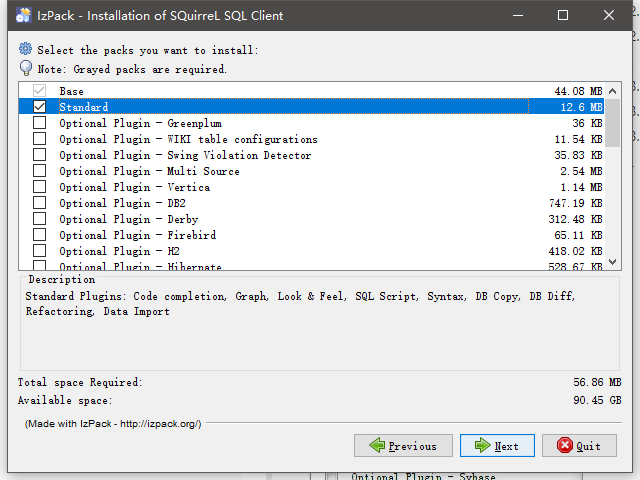 IzPack - Installation of SQuirreL SQL Client
Select the packs you want to install:
Note: Grayed packs are required.
Base 44.08 MB
Standard 12.6 MB
Optional Plugin - Greenplum 36 KB
Optional Plugin - WIKI table configurations 11.54 KB
Optional Plugin - Swing Violation Detector 35.83 KB
Optional Plugin - Multi Source 2.54 MB
Optional Plugin - Vertica 1.14 MB
Optional Plugin - DB2 747.19 KB
Optional Plugin - Derby 312.48 KB
Optional Plugin - Firebird 65.11 KB
Optional Plugin - H2 418.02 KB
Optional Plugin - Hibernate 528.67 KB
Description
Standard Plugins: Code completion, Graph, Look & Feel, SQL Script, Syntax, DB Copy, DB Diff,
Refactoring, Data Import
Total space Required: 56.86 MB
Available space: 90.45 GB
(Made with IzPack - http://izpack.org/)
Previous
Next
Quit
Optional Plugin - Sybase